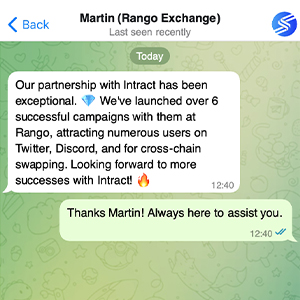 Back
Martin (Rango Exchange)
Last seen recently
Today
Our partnership with Intract has been
exceptional. 💎 We've launched over 6
successful campaigns with them at
Rango, attracting numerous users on
Twitter, Discord, and for cross-chain
swapping. Looking forward to more
successes with Intract! 🔥
12:40
Thanks Martin! Always here to assist you.
12:40